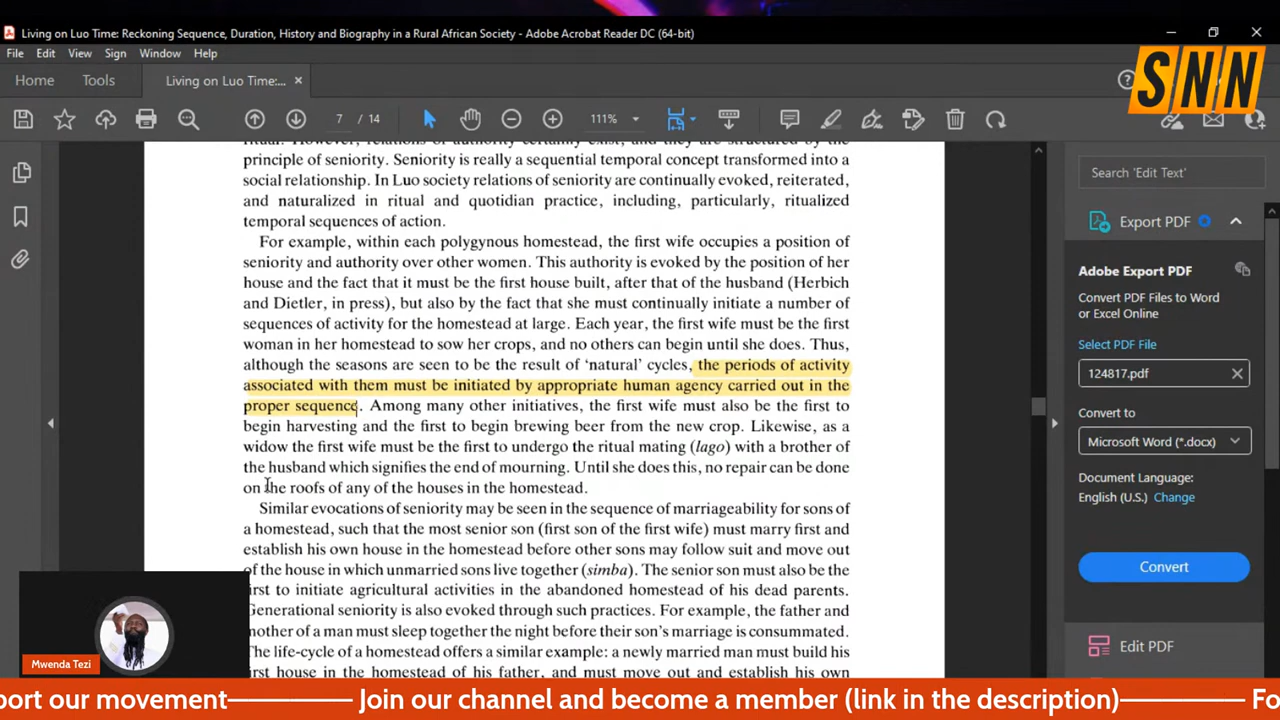 Living on Luo Time: Reckoning Sequence, Duration, History and Biography in a Rural African Society - Adobe Acrobat Reader DC (64-bit)
File Edit View Window Sign Help
Home Tools Living on Luo Time:...
SNN
7 / 14 111%
ritual. However, relations of authority certainly exist, and they are structured by the
principle of seniority. Seniority is really a sequential temporal concept transformed into a
social relationship. In Luo society relations of seniority are continually evoked, reiterated,
and naturalized in ritual and quotidian practice, including, particularly, ritualized
temporal sequences of action.
For example, within each polygynous homestead, the first wife occupies a position of
seniority and authority over other women. This authority is evoked by the position of her
house and the fact that it must be the first house built, after that of the husband (Herbich
and Dietler, in press), but also by the fact that she must continually initiate a number of
sequences of activity for the homestead at large. Each year, the first wife must be the first
woman in her homestead to sow her crops, and no others can begin until she does. Thus,
although the seasons are seen to be the result of ‘natural’ cycles, the periods of activity
associated with them must be initiated by appropriate human agency carried out in the
proper sequence. Among many other initiatives, the first wife must also be the first to
begin harvesting and the first to begin brewing beer from the new crop. Likewise, as a
widow the first wife must be the first to undergo the ritual mating (lago) with a brother of
the husband which signifies the end of mourning. Until she does this, no repair can be done
on the roofs of any of the houses in the homestead.
Similar evocations of seniority may be seen in the sequence of marriageability for sons of
a homestead, such that the most senior son (first son of the first wife) must marry first and
establish his own house in the homestead before other sons may follow suit and move out
of the house in which unmarried sons live together (simba). The senior son must also be the
first to initiate agricultural activities in the abandoned homestead of his dead parents.
Generational seniority is also evoked through such practices. For example, the father and
mother of a man must sleep together the night before their son's marriage is consummated.
The life-cycle of a homestead offers a similar example: a newly married man must build his
first house in the homestead of his father, and must move out and establish his own
Search 'Edit Text'
Export PDF
Adobe Export PDF
Convert PDF Files to Word
or Excel Online
Select PDF File
124817.pdf
Convert to
Microsoft Word (*.docx)
Document Language:
English (U.S.) Change
Convert
Edit PDF
Mwenda Tezi
port our movement Join our channel and become a member (link in the description) Fo